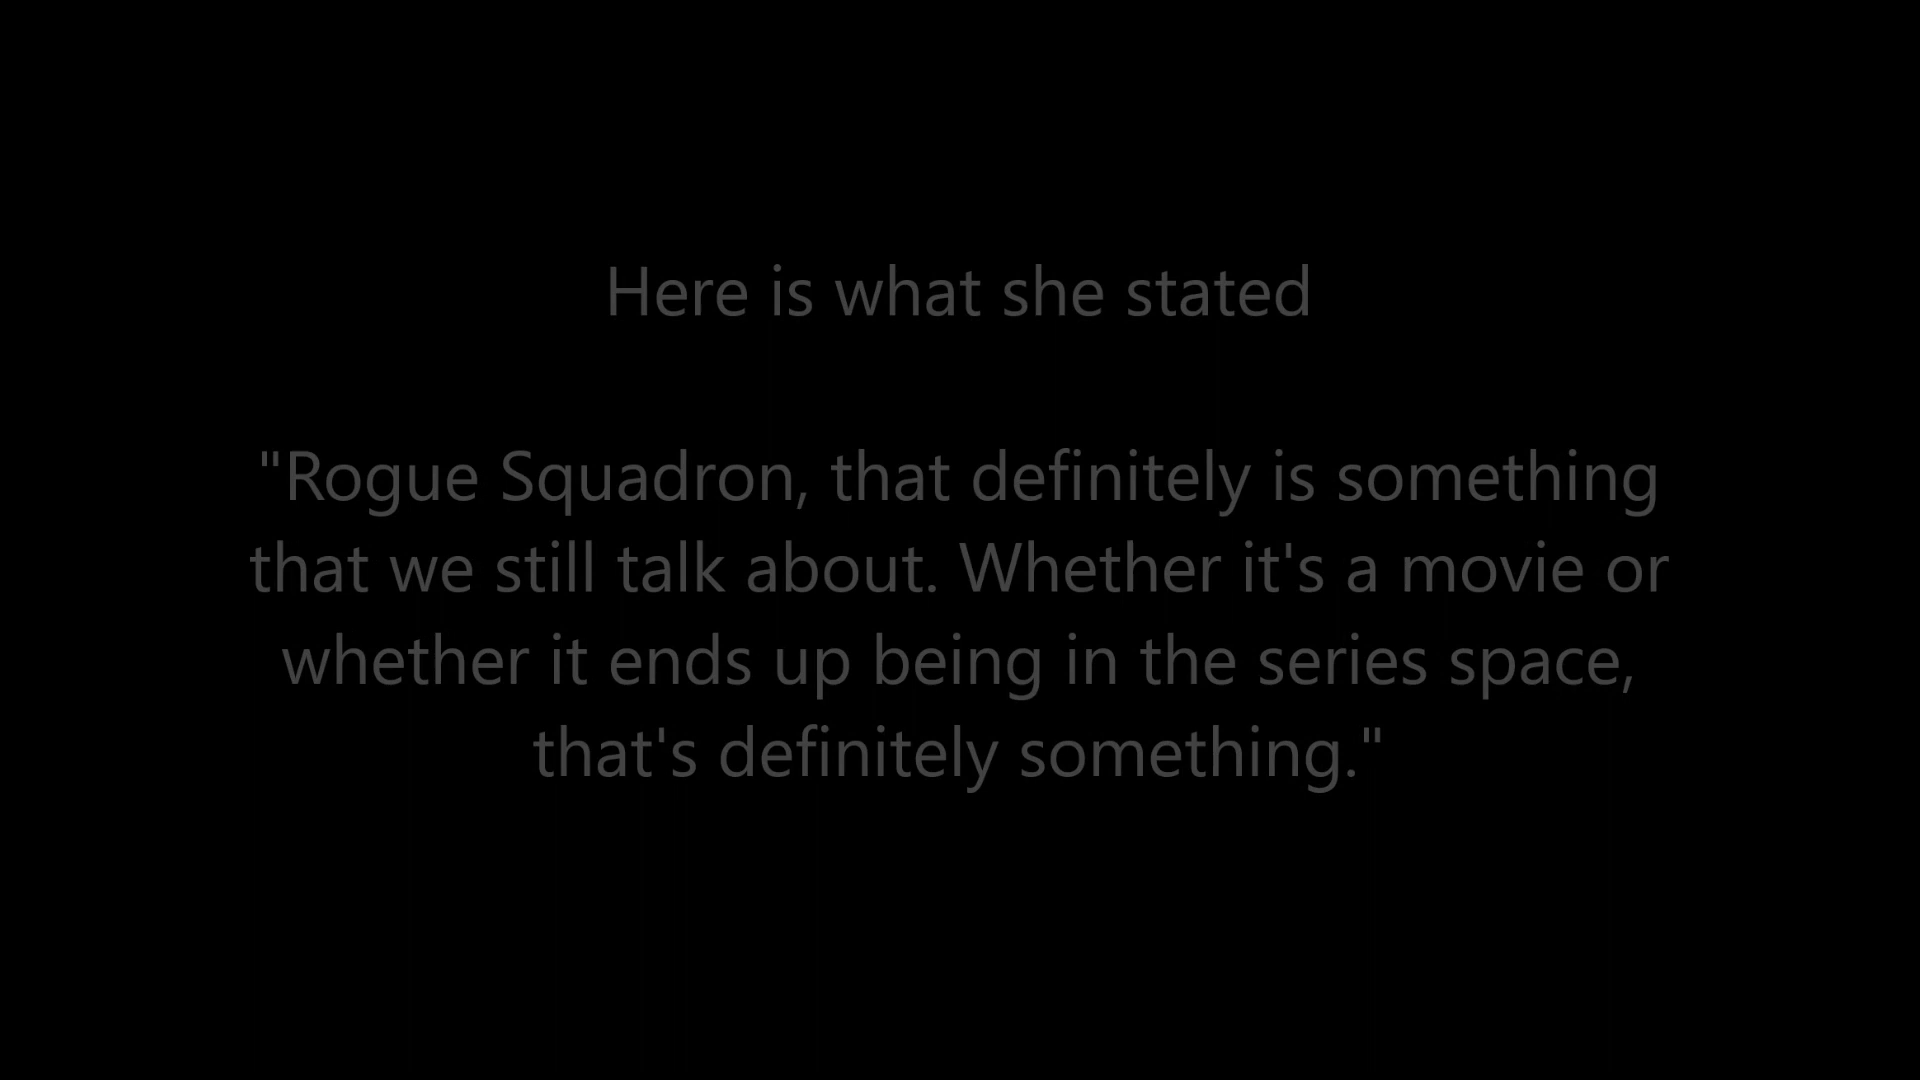 Here is what she stated
"Rogue Squadron, that definitely is something
that we still talk about. Whether it's a movie or
whether it ends up being in the series space,
that's definitely something."